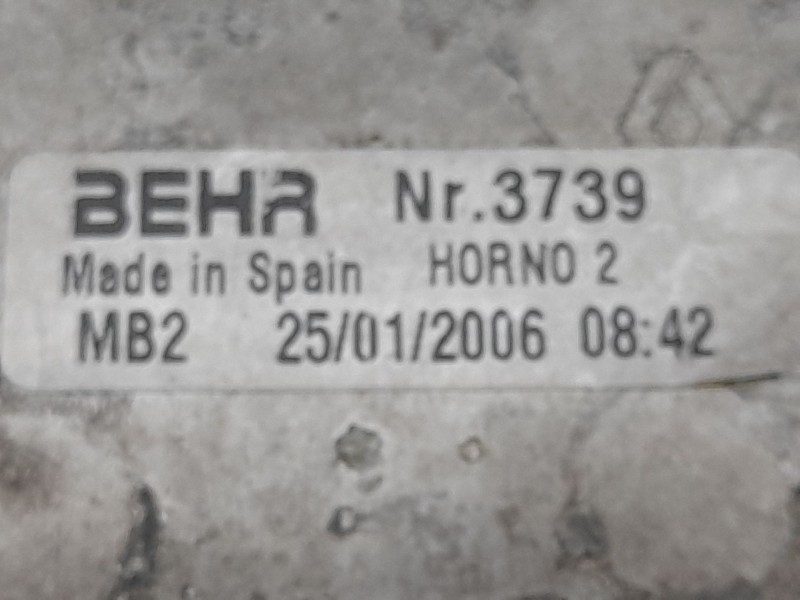 BEHR Nr.3739
Made in Spain HORNO 2
MB2 25/01/2006 08:42